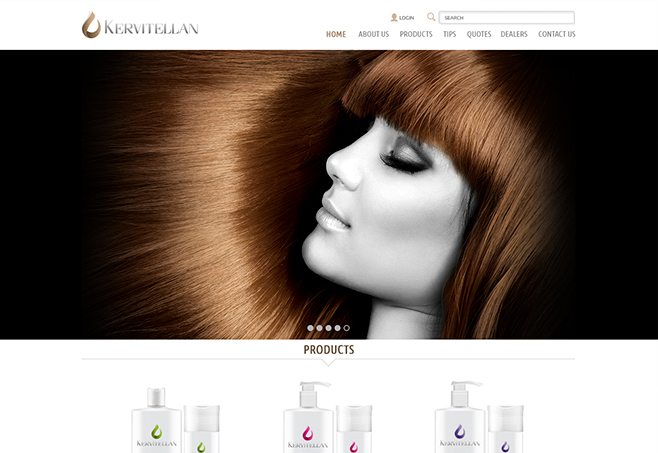 KERVITELLAN
LOGIN SEARCH
HOME ABOUT US PRODUCTS TIPS QUOTES DEALERS CONTACT US
PRODUCTS
KERVITELLAN KERVITELLAN KERVITELLAN